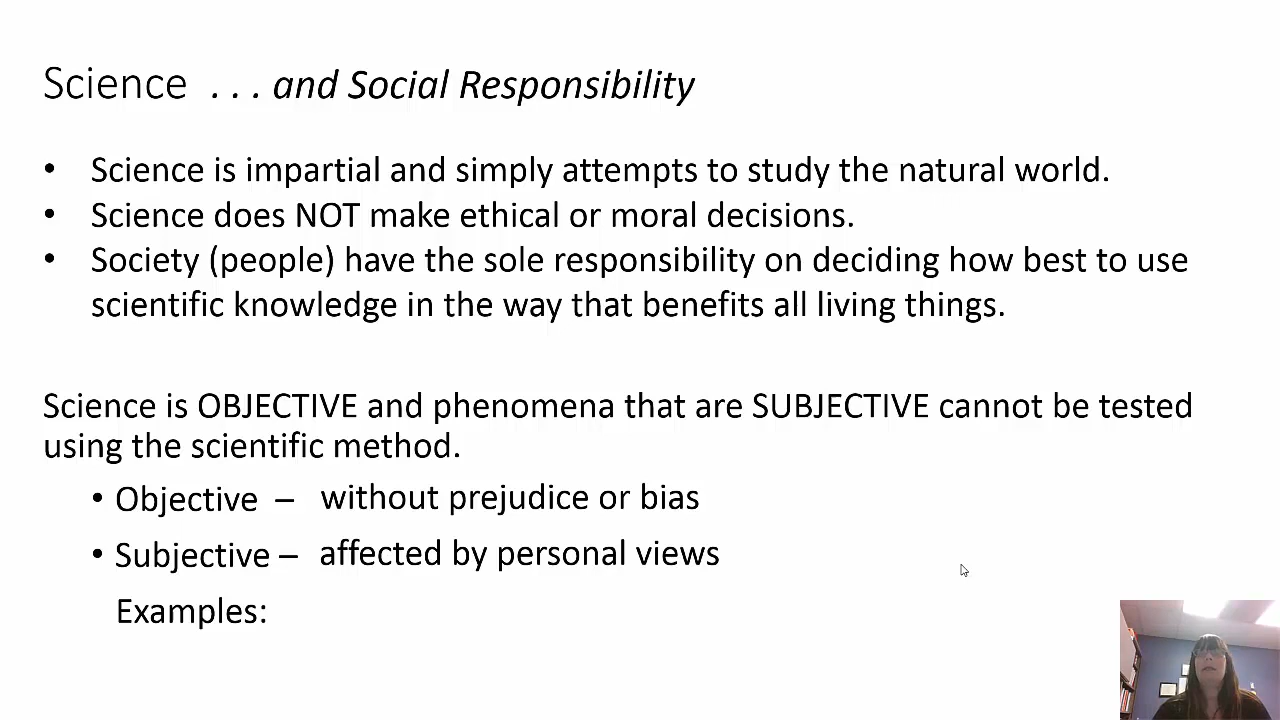 Science . . . and Social Responsibility
• Science is impartial and simply attempts to study the natural world.
• Science does NOT make ethical or moral decisions.
• Society (people) have the sole responsibility on deciding how best to use
scientific knowledge in the way that benefits all living things.
Science is OBJECTIVE and phenomena that are SUBJECTIVE cannot be tested
using the scientific method.
• Objective – without prejudice or bias
• Subjective – affected by personal views
Examples: